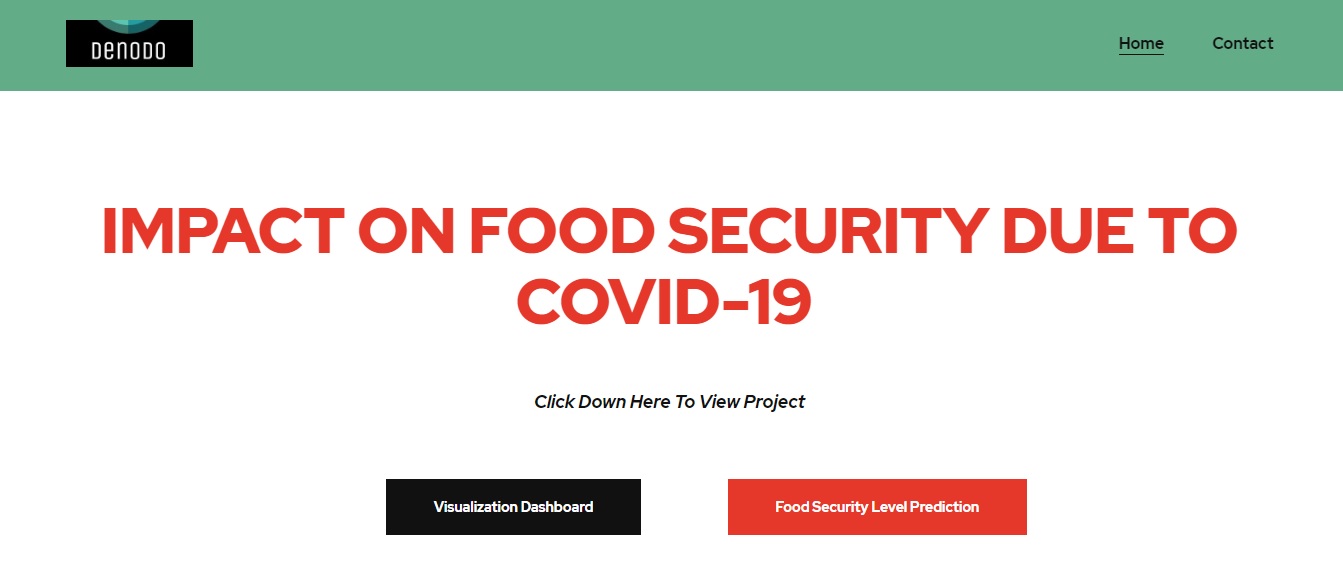 DENODO
Home
Contact
IMPACT ON FOOD SECURITY DUE TO
COVID-19
Click Down Here To View Project
Visualization Dashboard
Food Security Level Prediction